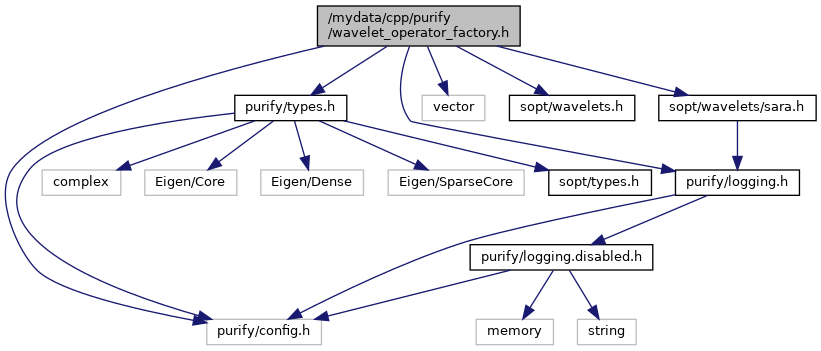 /mydata/cpp/purify
/wavelet_operator_factory.h
purify/types.h
vector
sopt/wavelets.h
sopt/wavelets/sara.h
complex
Eigen/Core
Eigen/Dense
Eigen/SparseCore
sopt/types.h
purify/logging.h
purify/logging.disabled.h
purify/config.h
memory
string